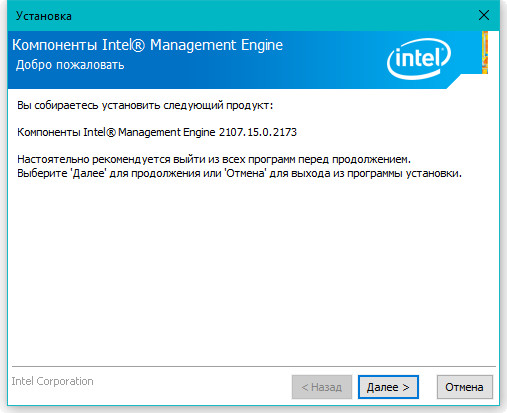 Установка
Компоненты Intel® Management Engine
Добро пожаловать
intel
Вы собираетесь установить следующий продукт:
Компоненты Intel® Management Engine 2107.15.0.2173
Настоятельно рекомендуется выйти из всех программ перед продолжением.
Выберите 'Далее' для продолжения или 'Отмена' для выхода из программы установки.
Intel Corporation
< Назад
Далее >
Отмена